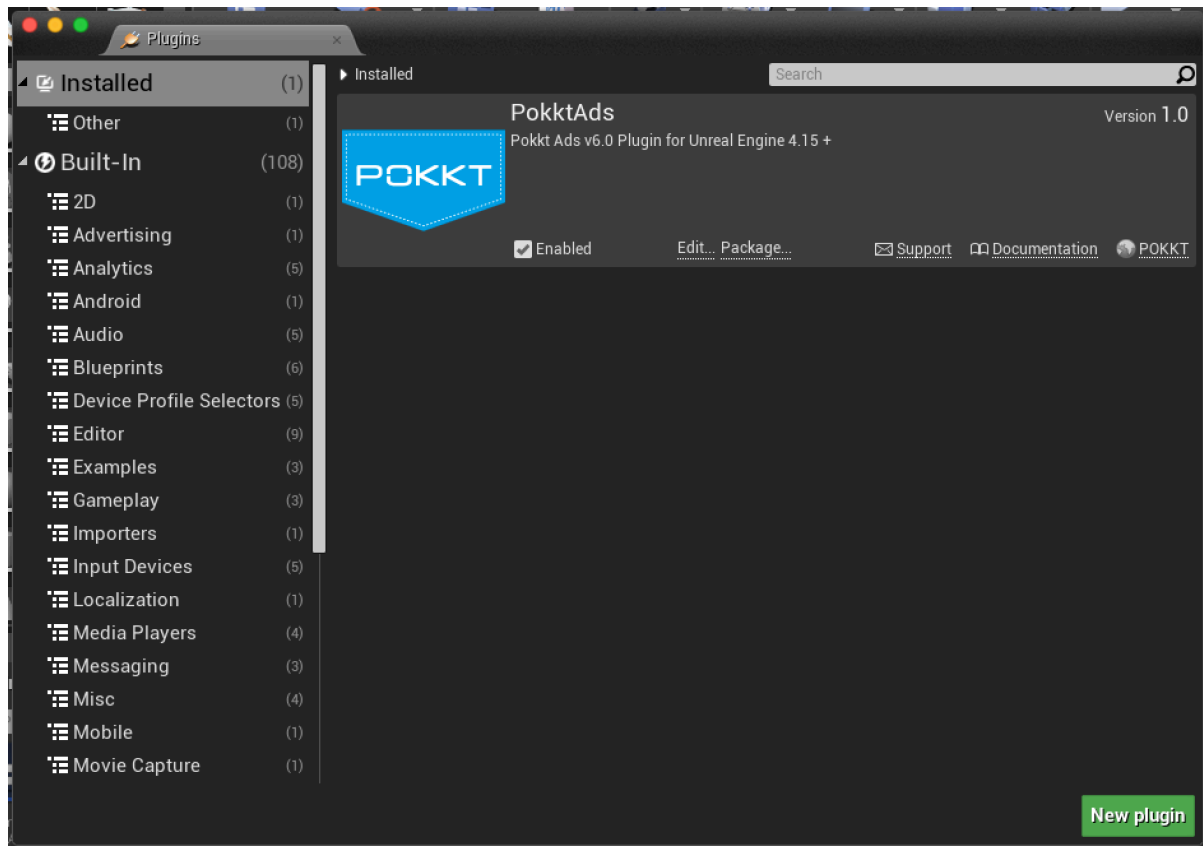 Plugins
Installed (1)
Other (1)
Built-In (108)
2D (1)
Advertising (1)
Analytics (5)
Android (1)
Audio (5)
Blueprints (6)
Device Profile Selectors (5)
Editor (9)
Examples (3)
Gameplay (3)
Importers (1)
Input Devices (5)
Localization (1)
Media Players (4)
Messaging (3)
Misc (4)
Mobile (1)
Movie Capture (1)
Installed
Search
PokktAds
Version 1.0
Pokkt Ads v6.0 Plugin for Unreal Engine 4.15 +
POKKT
Enabled
Edit... Package...
Support Documentation POKKT
New plugin